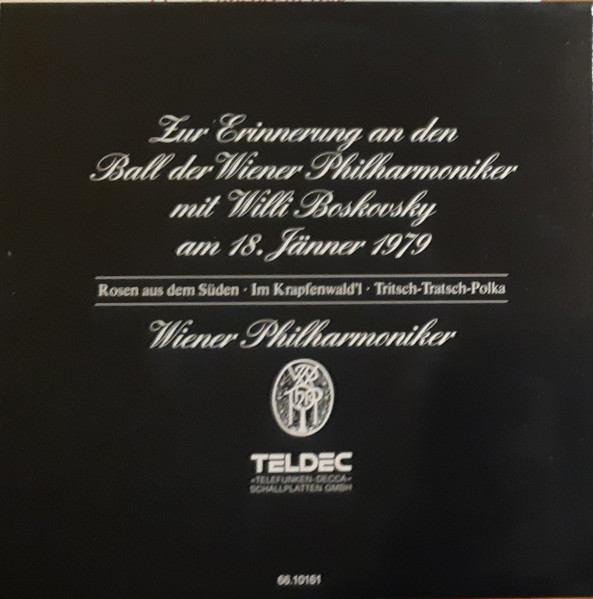 Zur Erinnerung an den
Ball der Wiener Philharmoniker
mit Willi Boskovsky
am 18. Jänner 1979
Rosen aus dem Süden · Im Krapfenwald'l · Tritsch-Tratsch-Polka
Wiener Philharmoniker
TELDEC
»TELEFUNKEN-DECCA«
SCHALLPLATTEN GMBH
66.10161